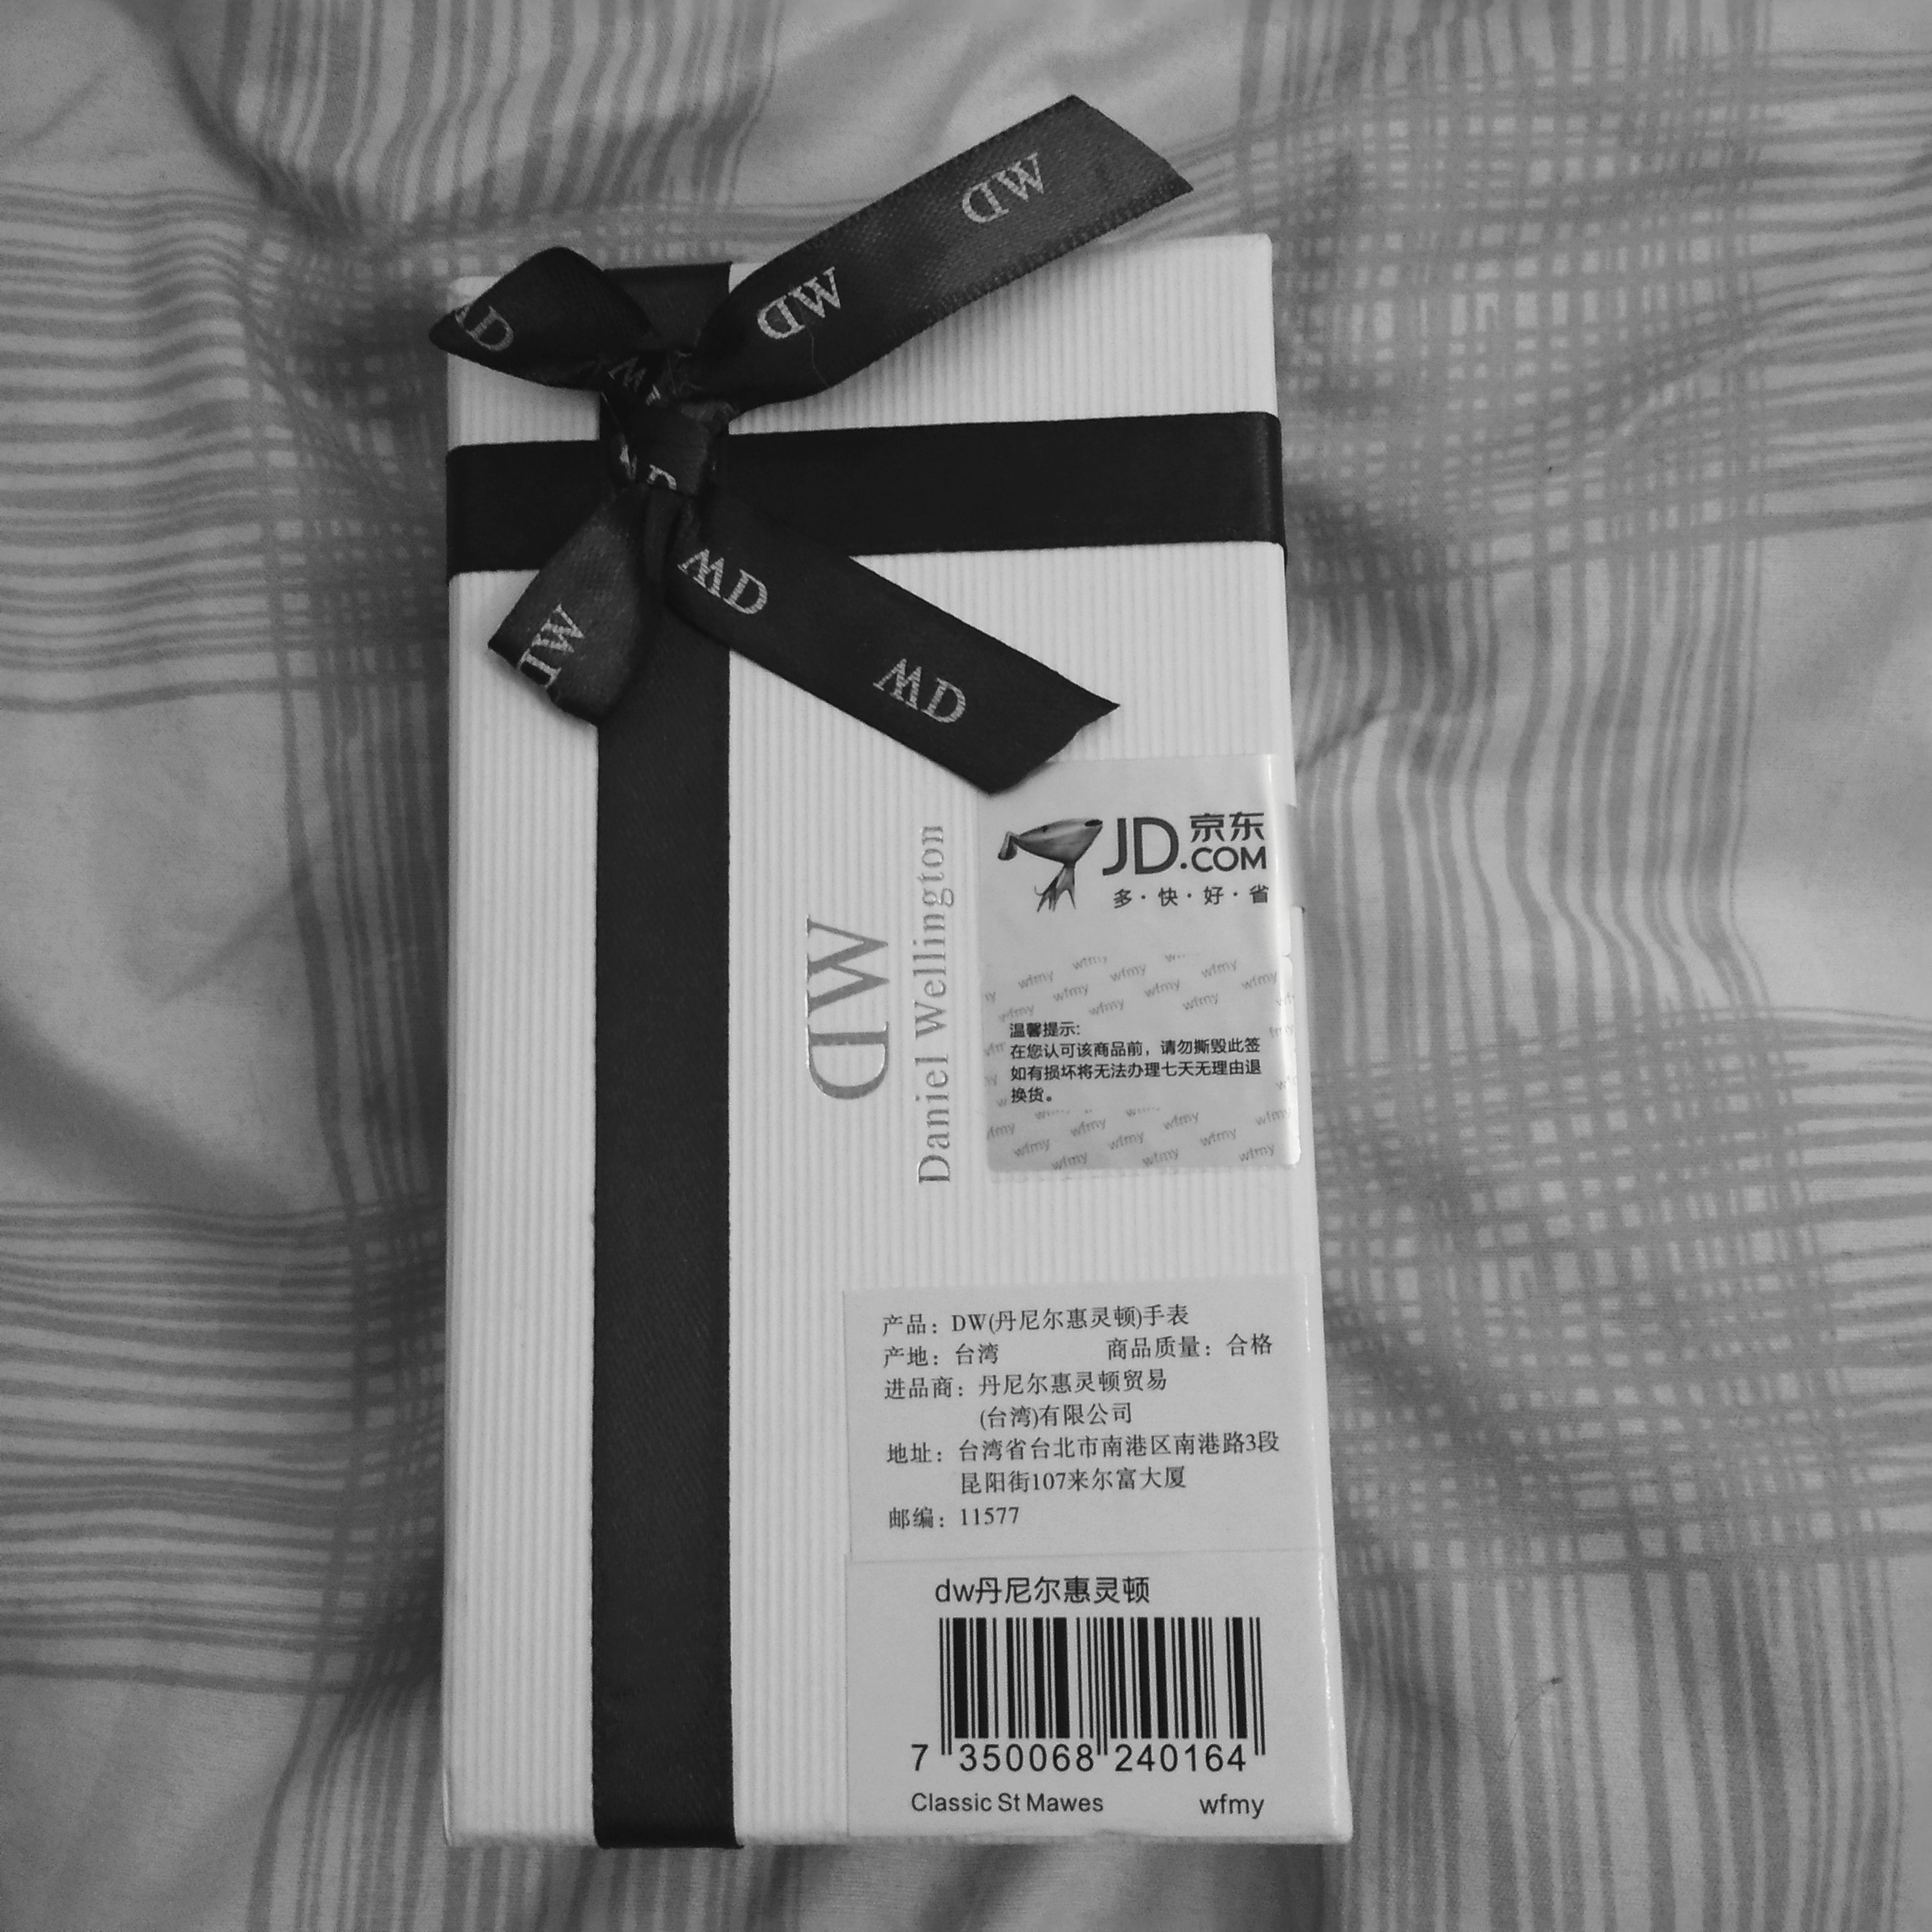 DW
DW
DW
DW
DW
Daniel Wellington
JD.COM 京东
多·快·好·省
温馨提示:
在您认可该商品前，请勿撕毁此签
如有损坏将无法办理七天无理由退
换货。
wfmy
产品：DW(丹尼尔惠灵顿)手表
产地：台湾 商品质量：合格
进品商：丹尼尔惠灵顿贸易
(台湾)有限公司
地址：台湾省台北市南港区南港路3段
昆阳街107来尔富大厦
邮编：11577
dw丹尼尔惠灵顿
7 350068 240164
Classic St Mawes wfmy